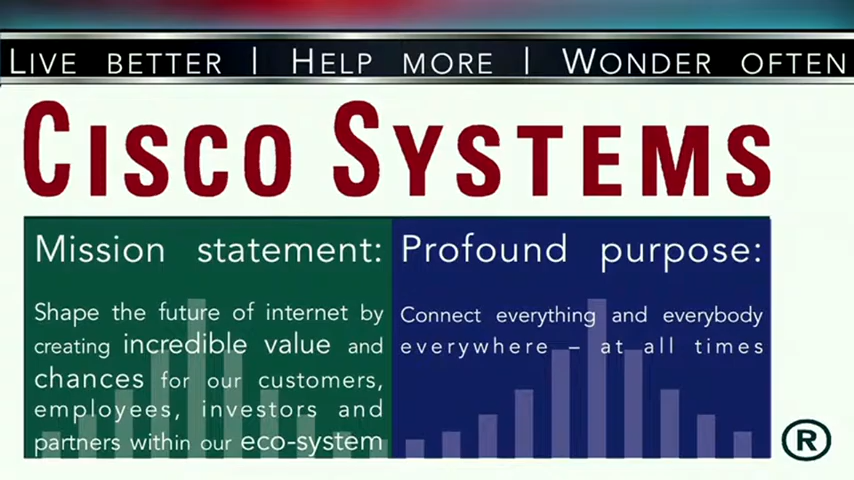 LIVE BETTER | HELP MORE | WONDER OFTEN
CISCO SYSTEMS
Mission statement:
Shape the future of internet by
creating incredible value and
chances for our customers,
employees, investors and
partners within our eco-system
Profound purpose:
Connect everything and everybody
everywhere – at all times
®